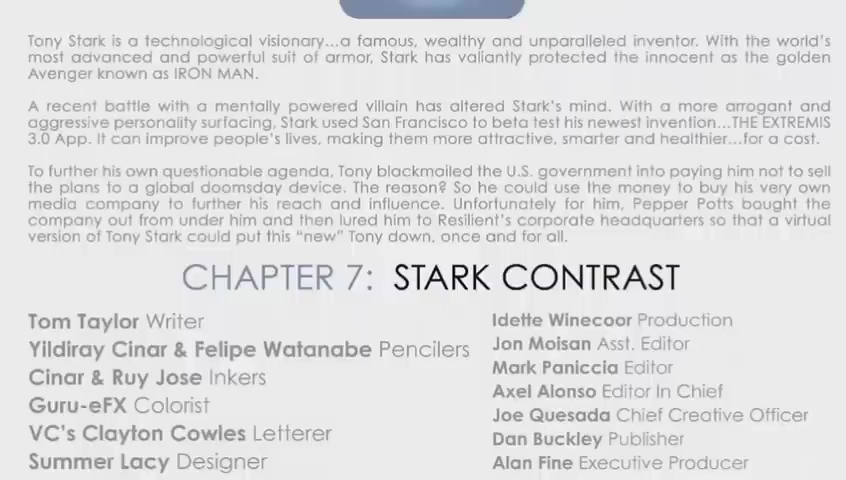 Tony Stark is a technological visionary...a famous, wealthy and unparalleled inventor. With the world's
most advanced and powerful suit of armor, Stark has valiantly protected the innocent as the golden
Avenger known as IRON MAN.
A recent battle with a mentally powered villain has altered Stark's mind. With a more arrogant and
aggressive personality surfacing, Stark used San Francisco to beta test his newest invention...THE EXTREMIS
3.0 App. It can improve people's lives, making them more attractive, smarter and healthier...for a cost.
To further his own questionable agenda, Tony blackmailed the U.S. government into paying him not to sell
the plans to a global doomsday device. The reason? So he could use the money to buy his very own
media company to further his reach and influence. Unfortunately for him, Pepper Potts bought the
company out from under him and then lured him to Resilient's corporate headquarters so that a virtual
version of Tony Stark could put this "new" Tony down, once and for all.
CHAPTER 7: STARK CONTRAST
Tom Taylor Writer
Yildiray Cinar & Felipe Watanabe Pencilers
Cinar & Ruy Jose Inkers
Guru-eFX Colorist
VC's Clayton Cowles Letterer
Summer Lacy Designer
Idette Winecoor Production
Jon Moisan Asst. Editor
Mark Paniccia Editor
Axel Alonso Editor In Chief
Joe Quesada Chief Creative Officer
Dan Buckley Publisher
Alan Fine Executive Producer